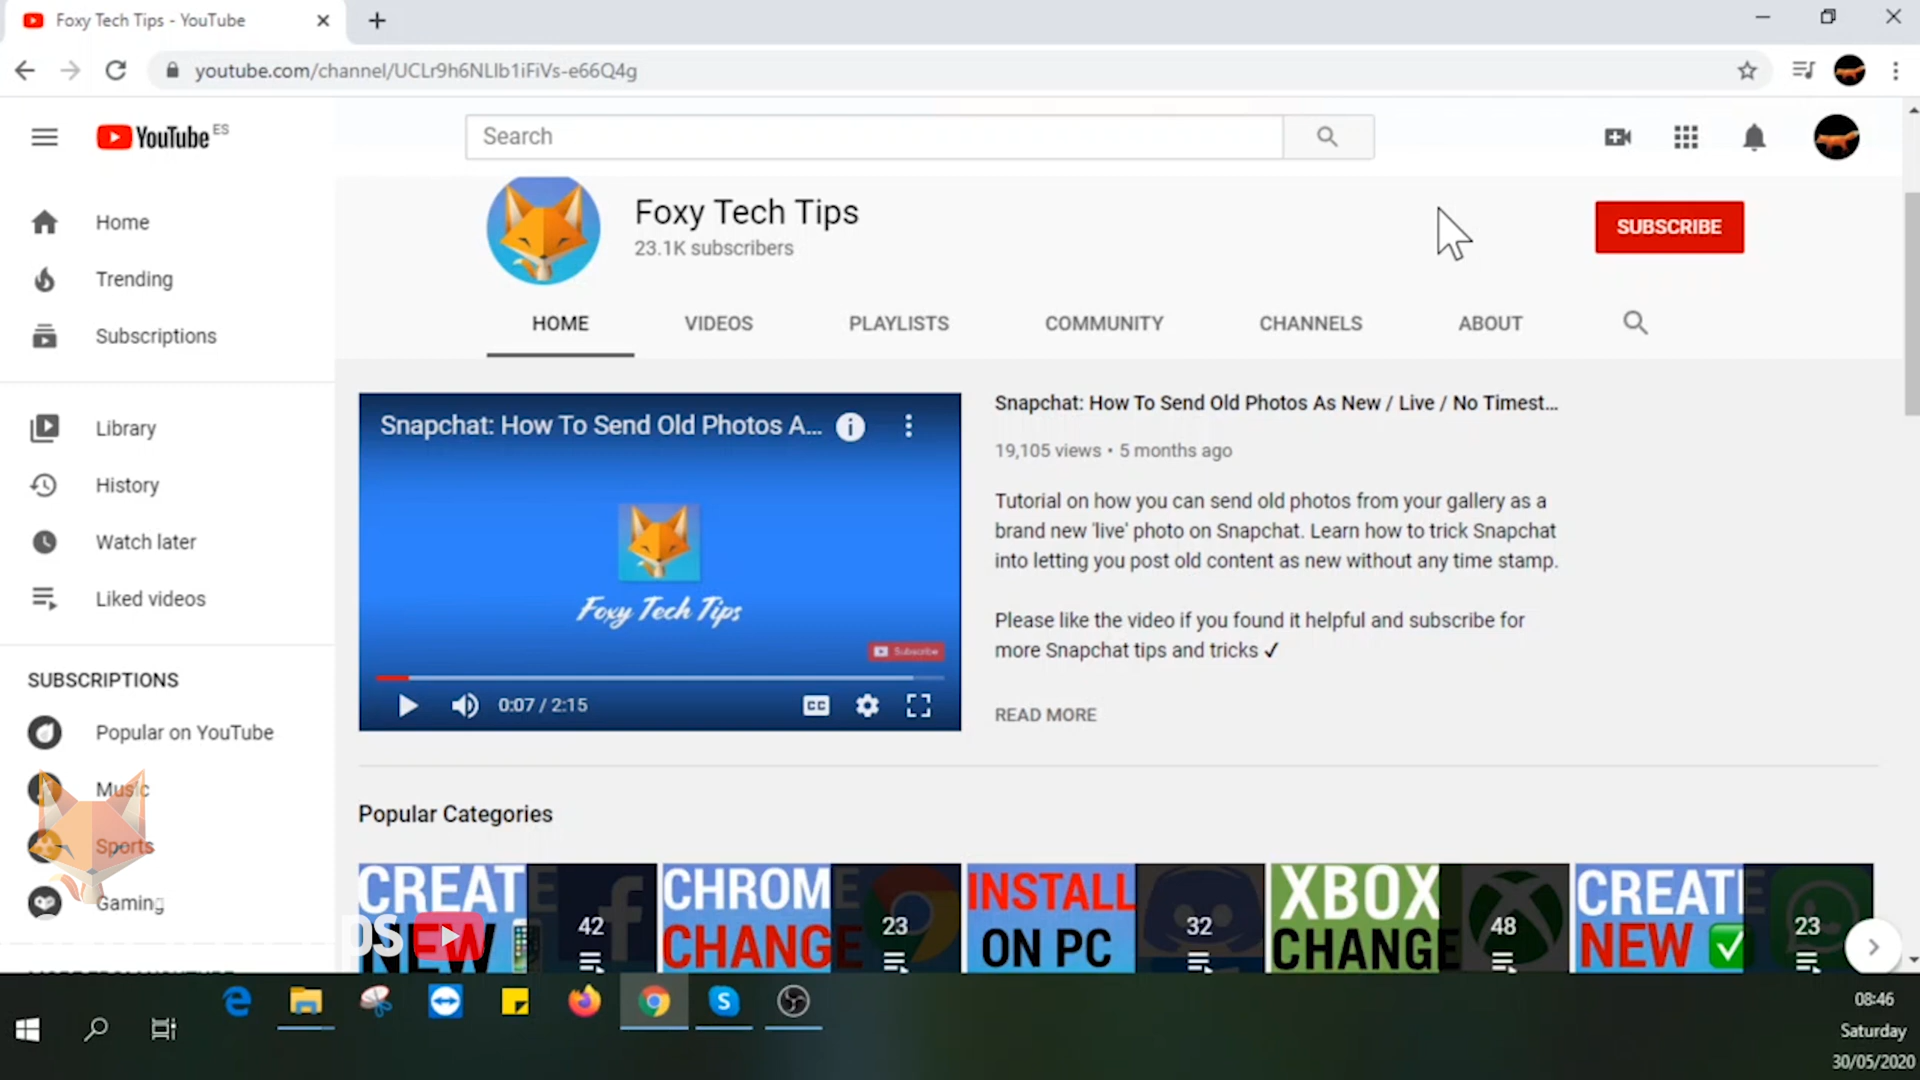 Foxy Tech Tips - YouTube
youtube.com/channel/UCLr9h6NLIb1iFiVs-e66Q4g
YouTube ES
Search
Home
Trending
Subscriptions
Library
History
Watch later
Liked videos
SUBSCRIPTIONS
Popular on YouTube
Music
Sports
Gaming
Foxy Tech Tips
23.1K subscribers
SUBSCRIBE
HOME
VIDEOS
PLAYLISTS
COMMUNITY
CHANNELS
ABOUT
Snapchat: How To Send Old Photos A...
Foxy Tech Tips
Subscribe
0:07 / 2:15
CC
Snapchat: How To Send Old Photos As New / Live / No Timest...
19,105 views • 5 months ago
Tutorial on how you can send old photos from your gallery as a
brand new 'live' photo on Snapchat. Learn how to trick Snapchat
into letting you post old content as new without any time stamp.
Please like the video if you found it helpful and subscribe for
more Snapchat tips and tricks ✓
READ MORE
Popular Categories
CREATE
NEW
42
CHROME
CHANGE
23
INSTALL
ON PC
32
XBOX
CHANGE
48
CREATE
NEW
23
08:46
Saturday
30/05/2020